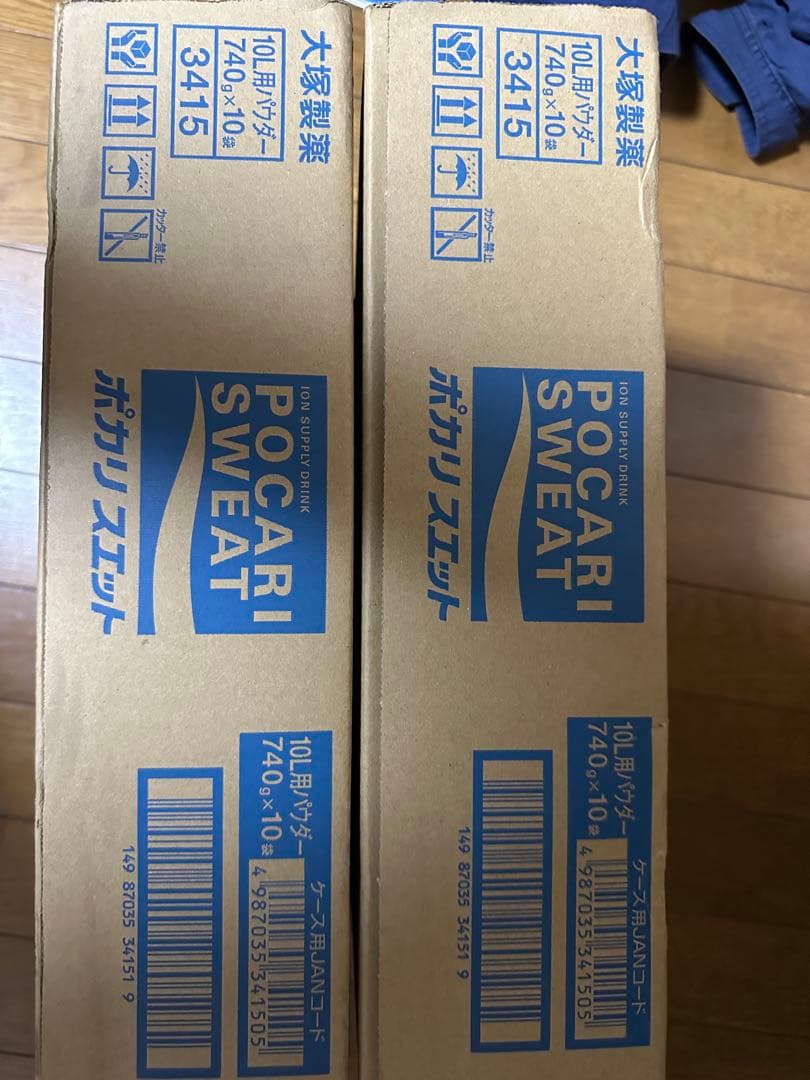 大塚製薬
10L用パウダー
740g×10袋
3415
カッター禁止
ION SUPPLY DRINK
POCARI
SWEAT
ポカリスエット
10L用パウダー
740g×10袋
ケース用JANコード
4 987035 341505
149 87035 34151 9
大塚製薬
10L用パウダー
740g×10袋
3415
カッター禁止
ION SUPPLY DRINK
POCARI
SWEAT
ポカリスエット
10L用パウダー
740g×10袋
ケース用JANコード
4 987035 341505
149 87035 34151 9